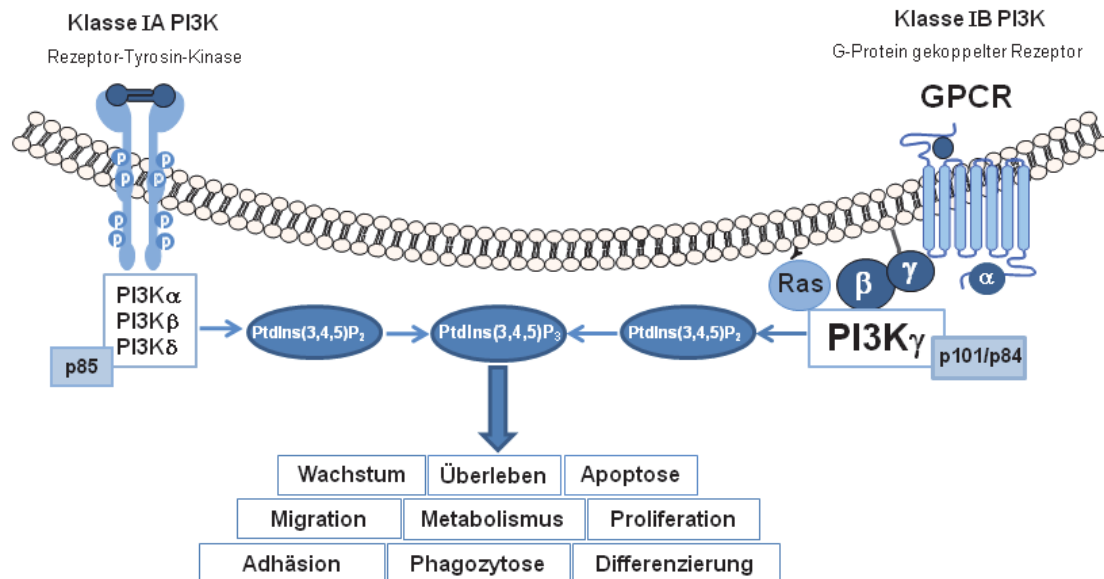 Klasse IA PI3K
Rezeptor-Tyrosin-Kinase
Klasse IB PI3K
G-Protein gekoppelter Rezeptor
GPCR
p
p
p
p
p
p
p
p
Ras
β
γ
α
PI3Kα
PI3Kβ
PI3Kδ
p85
PtdIns(3,4,5)P₂
PtdIns(3,4,5)P₃
PtdIns(3,4,5)P₂
PI3Kγ
p101/p84
Wachstum
Überleben
Apoptose
Migration
Metabolismus
Proliferation
Adhäsion
Phagozytose
Differenzierung